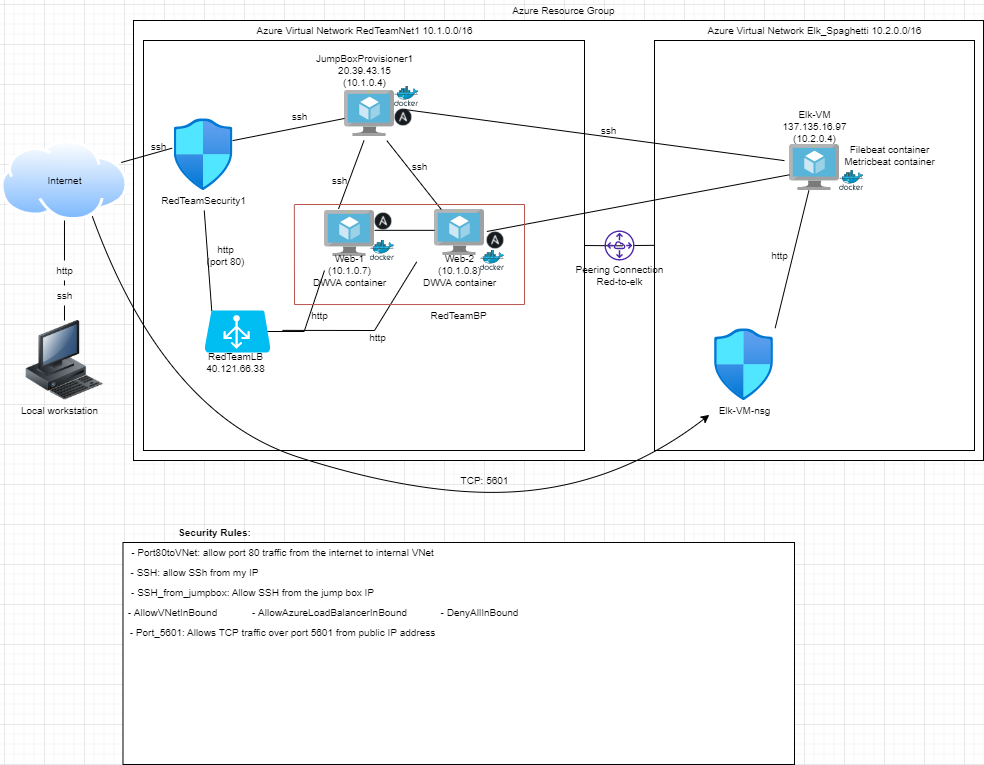 Azure Resource Group
Azure Virtual Network RedTeamNet1 10.1.0.0/16
Azure Virtual Network Elk_Spaghetti 10.2.0.0/16
JumpBoxProvisioner1
20.39.43.15
(10.1.0.4)
docker
A
ssh
ssh
ssh
Elk-VM
137.135.16.97
(10.2.0.4)
Filebeat container
Metricbeat container
docker
Internet
RedTeamSecurity1
ssh
ssh
A
Web-1
(10.1.0.7)
DWVA container
docker
A
Web-2
(10.1.0.8)
DWVA container
docker
http
(port 80)
Peering Connection
Red-to-elk
http
http
ssh
http
http
RedTeamBP
RedTeamLB
40.121.66.38
Local workstation
Elk-VM-nsg
TCP: 5601
Security Rules:
- Port80toVNet: allow port 80 traffic from the internet to internal VNet
- SSH: allow SSh from my IP
- SSH_from_jumpbox: Allow SSH from the jump box IP
- AllowVNetInBound - AllowAzureLoadBalancerInBound - DenyAllInBound
- Port_5601: Allows TCP traffic over port 5601 from public IP address